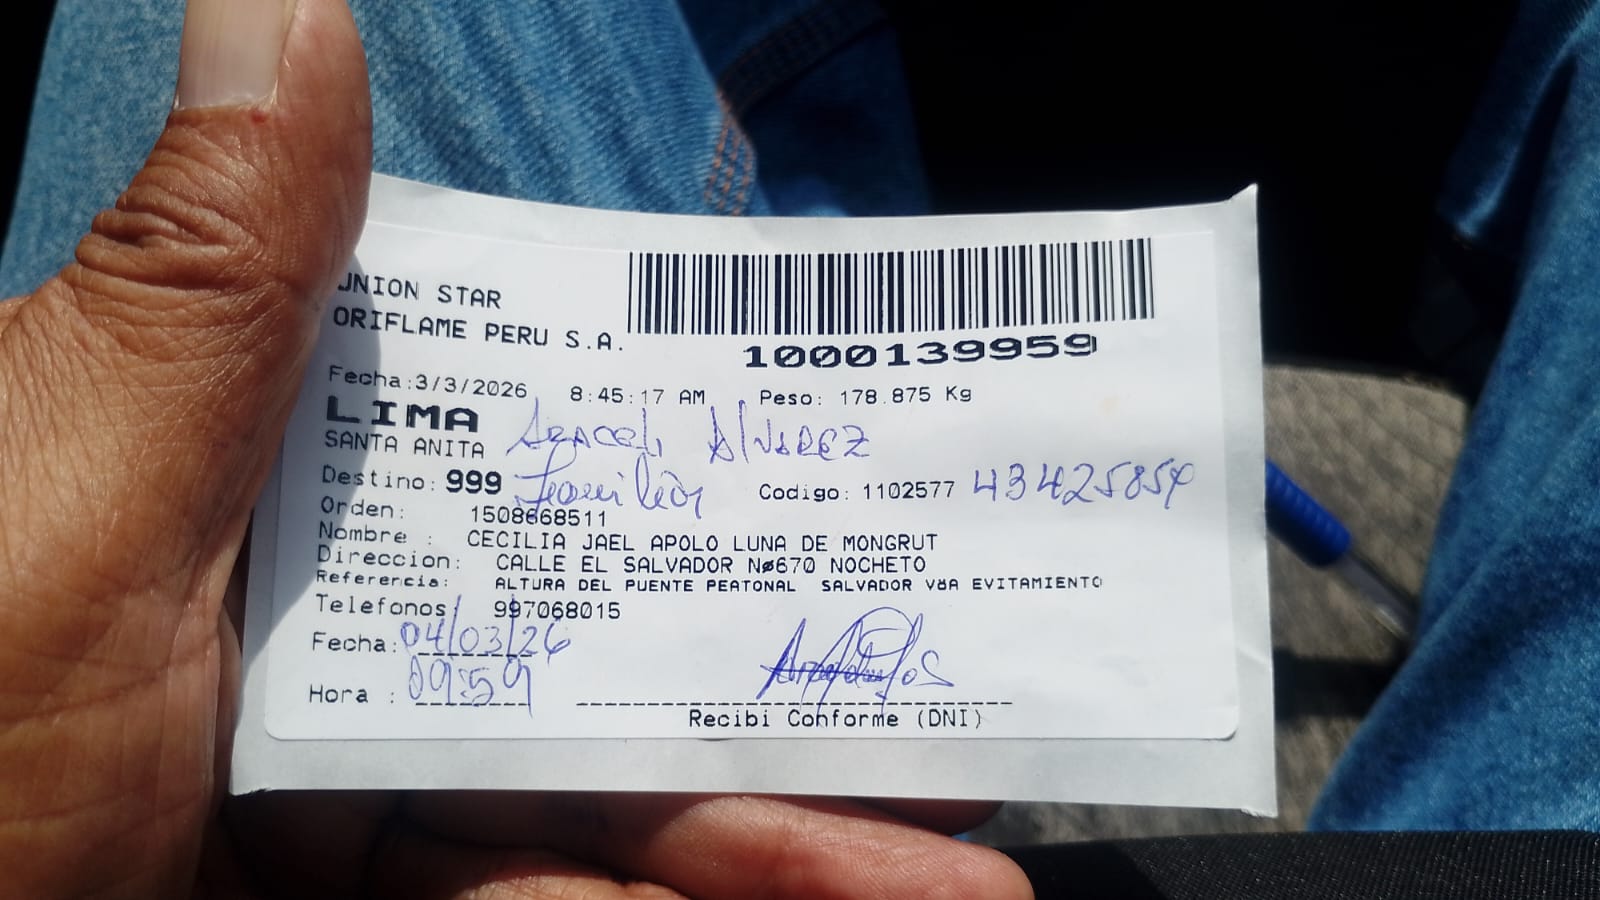 UNION STAR
ORIFLAME PERU S.A.
1000139959
Fecha:3/3/2026 8:45:17 AM Peso: 178.875 Kg
LIMA
SANTA ANITA Araceli Alvarez
Destino: 999 Familiar Codigo: 1102577 43425854
Orden: 1508668511
Nombre : CECILIA JAEL APOLO LUNA DE MONGRUT
Direccion: CALLE EL SALVADOR Nø670 NOCHETO
Referencia: ALTURA DEL PUENTE PEATONAL SALVADOR V8A EVITAMIENTO
Telefonos 997068015
Fecha: 04/03/26
Hora : 09:59
Recibi Conforme (DNI)